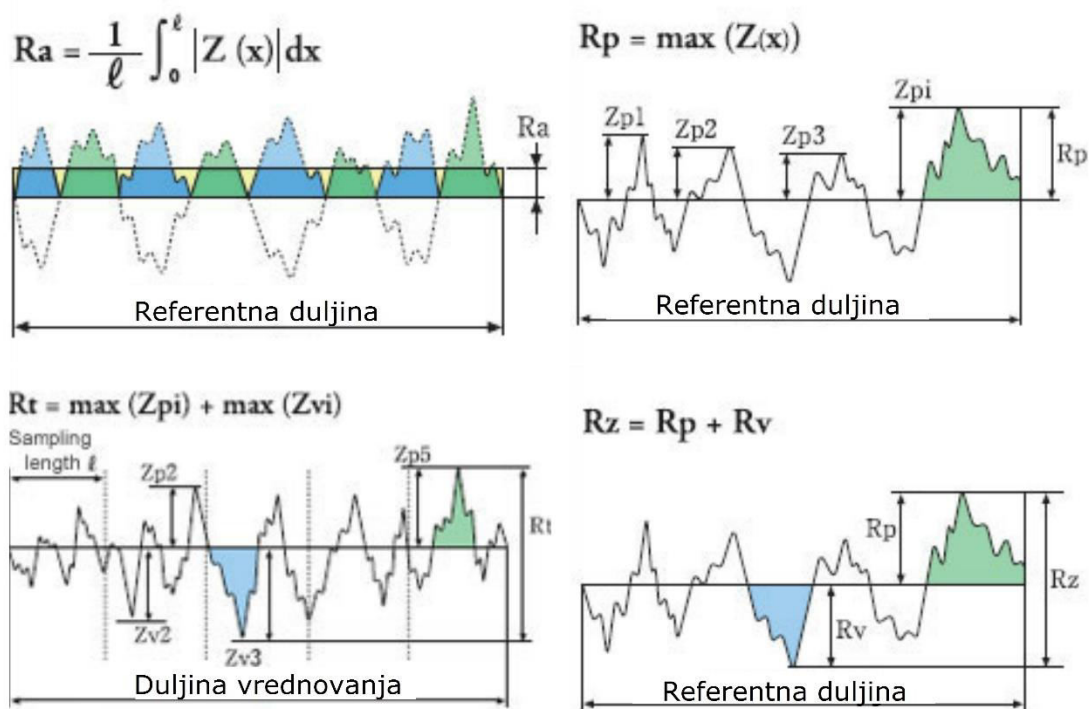 Ra = 1/ℓ ∫₀ℓ |Z (x)| dx
Ra
Referentna duljina
Rp = max (Z(x))
Zp1
Zp2
Zp3
Zpi
Rp
Referentna duljina
Rt = max (Zpi) + max (Zvi)
Sampling
length ℓ
Zp2
Zp5
Rt
Zv2
Zv3
Duljina vrednovanja
Rz = Rp + Rv
Rp
Rv
Rz
Referentna duljina